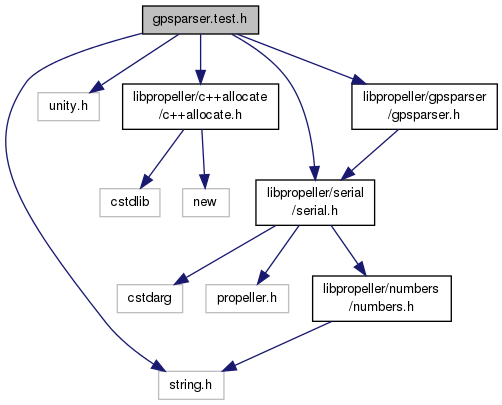 gpsparser.test.h
unity.h
libpropeller/c++allocate
/c++allocate.h
libpropeller/gpsparser
/gpsparser.h
cstdlib
new
libpropeller/serial
/serial.h
cstdarg
propeller.h
libpropeller/numbers
/numbers.h
string.h